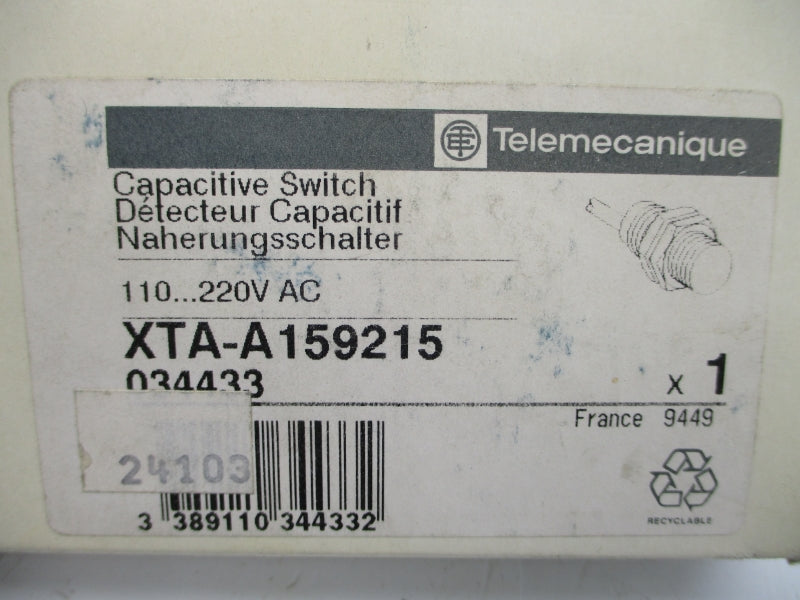 Telemecanique
Capacitive Switch
Détecteur Capacitif
Naherungsschalter
110...220V AC
XTA-A159215
034433
x 1
France 9449
24103
3 389110 344332
RECYCLABLE